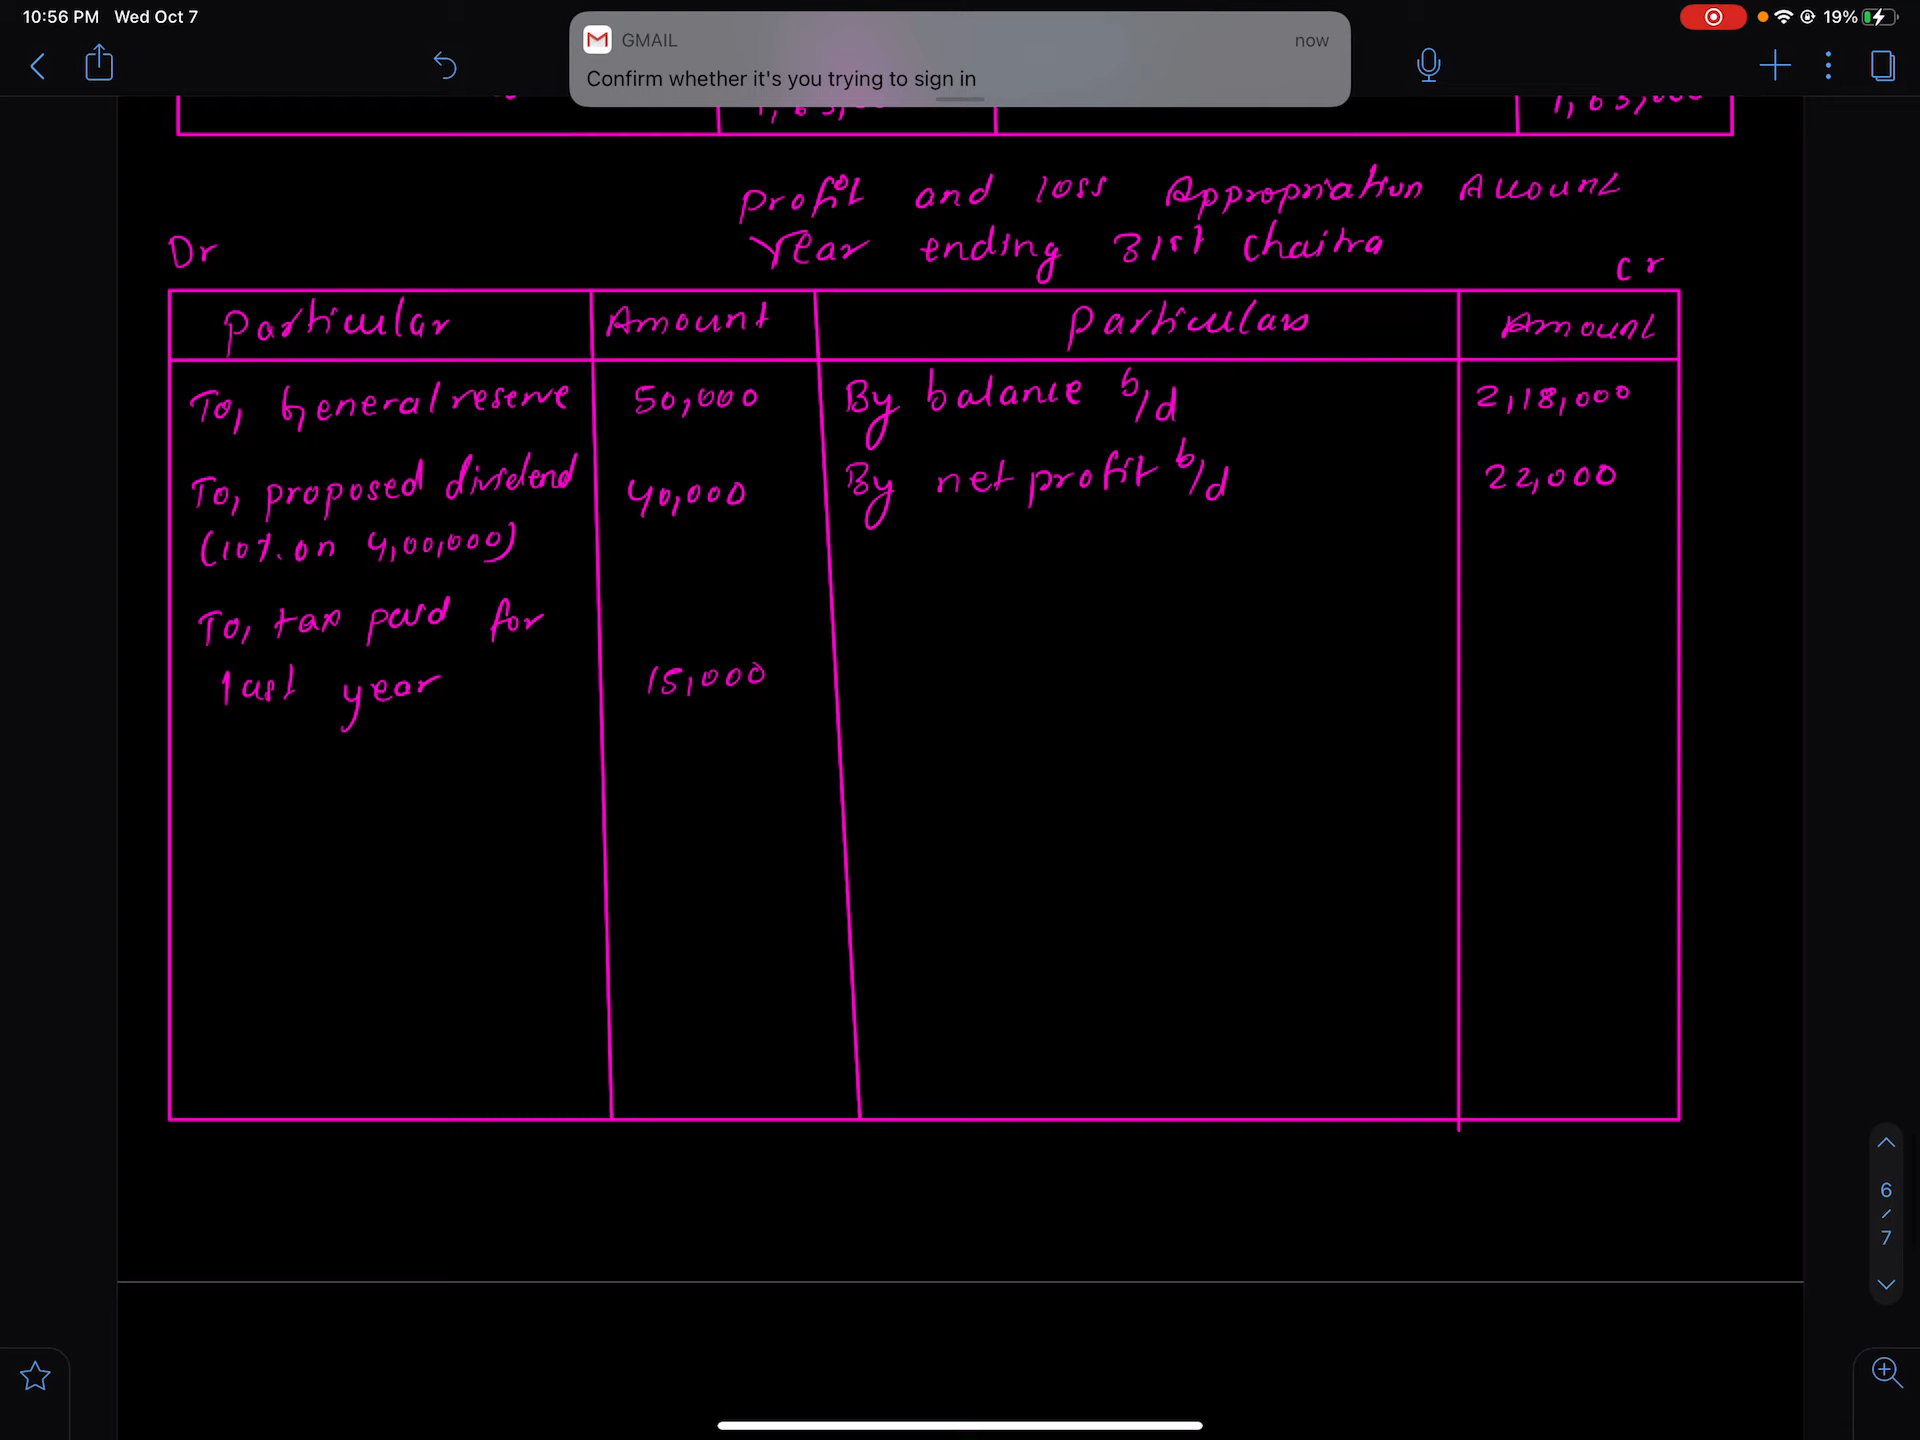 10:56 PM Wed Oct 7
19%
GMAIL
now
Confirm whether it's you trying to sign in
Profit and loss Appropriation Account
Year ending 31st Chaitra
Dr
Cr
Particular Amount Particulars Amount
To, General reserve 50,000 By balance b/d 2,18,000
To, proposed dividend 40,000 By net profit b/d 22,000
(10%. on 4,00,000)
To, tax paid for
last year 15,000
6
/
7